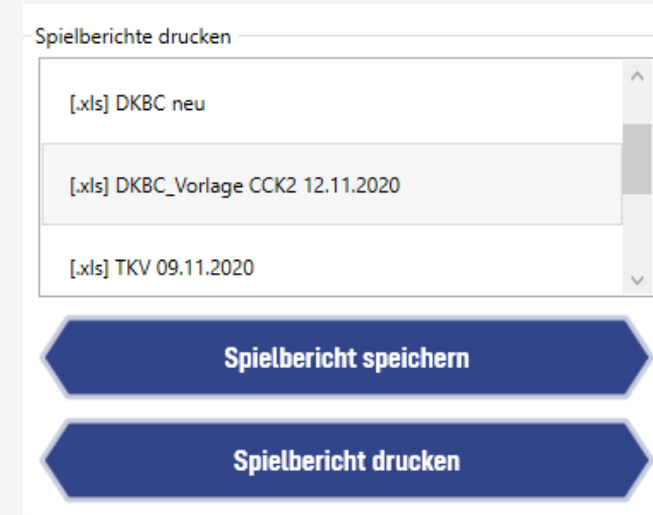 Spielberichte drucken
[.xls] DKBC neu
[.xls] DKBC_Vorlage CCK2 12.11.2020
[.xls] TKV 09.11.2020
Spielbericht speichern
Spielbericht drucken